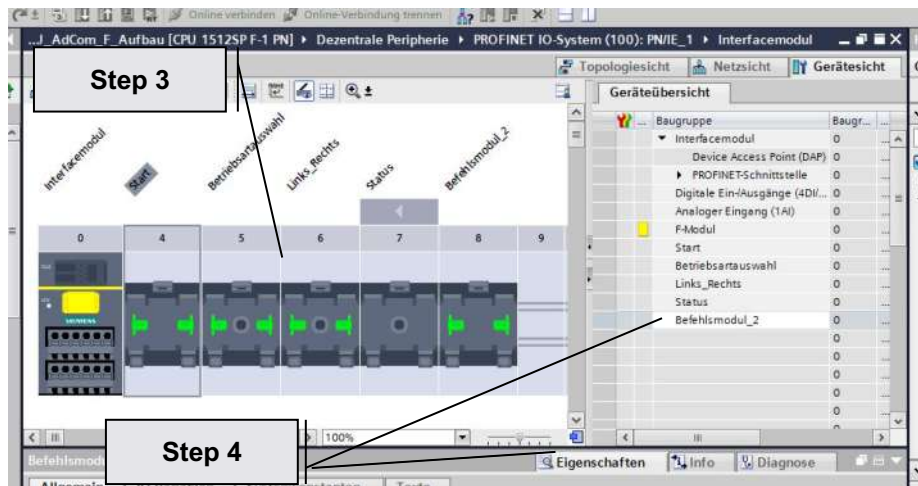 Online verbinden Online-Verbindung trennen
...J_AdCom_F_Aufbau [CPU 1512SP F-1 PN] ▸ Dezentrale Peripherie ▸ PROFINET IO-System (100): PN/IE_1 ▸ Interfacemodul
Topologiesicht Netzsicht Gerätesicht
Step 3
Geräteübersicht
... Baugruppe Baugr... ...
Interfacemodul 0
Device Access Point (DAP) 0
PROFINET-Schnittstelle 0
Digitale Ein-/Ausgänge (4DI/... 0
Analoger Eingang (1AI) 0
F-Modul 0
Start 0
Betriebsartauswahl 0
Links_Rechts 0
Status 0
Befehlsmodul_2 0
0
0
0
0
0
Interfacemodul
Start
Betriebsartauswahl
Links_Rechts
Status
Befehlsmodul_2
0 4 5 6 7 8 9
SIEMENS
100%
Step 4
Eigenschaften Info Diagnose